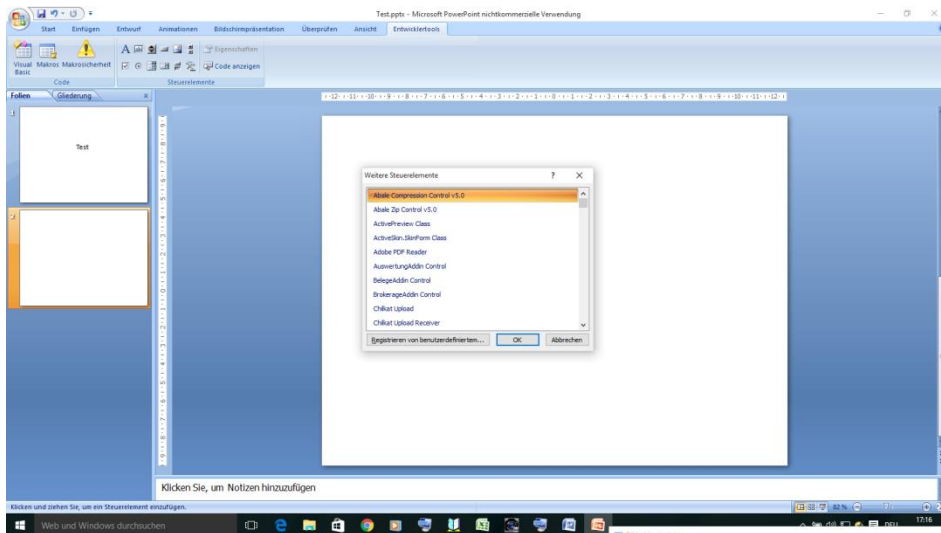 Test.pptx - Microsoft PowerPoint nichtkommerzielle Verwendung
Start Einfügen Entwurf Animationen Bildschirmpräsentation Überprüfen Ansicht Entwicklertools
Visual Basic
Makros
Makrosicherheit
Code
Eigenschaften
Code anzeigen
Steuerelemente
Folien Gliederung
Test
Weitere Steuerelemente
Abale Compression Control v5.0
Abale Zip Control v5.0
ActivePreview Class
ActiveSkin.SkinForm Class
Adobe PDF Reader
AuswertungAddin Control
BelegeAddin Control
BrokerageAddin Control
Chilkat Upload
Chilkat Upload Receiver
Registrieren von benutzerdefiniertem... OK Abbrechen
Klicken Sie, um Notizen hinzuzufügen
Klicken und ziehen Sie, um ein Steuerelement einzufügen.
82 %
Web und Windows durchsuchen
DEU 17:16